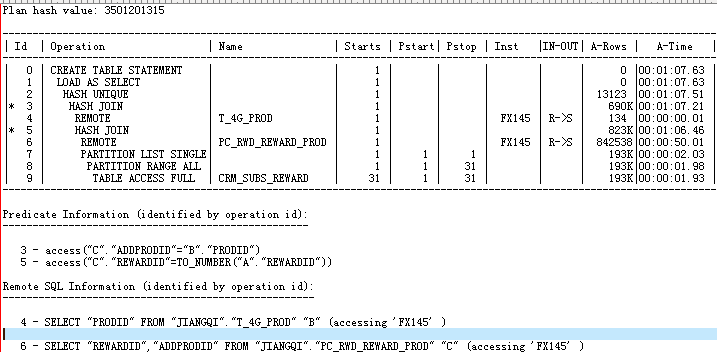 Plan hash value: 3501201315
| Id | Operation | Name | Starts | Pstart| Pstop | Inst |IN-OUT| A-Rows | A-Time |
| 0 | CREATE TABLE STATEMENT | | 1 | | | | | 0 |00:01:07.63
| 1 | LOAD AS SELECT | | 1 | | | | | 0 |00:01:07.63
| 2 | HASH UNIQUE | | 1 | | | | | 13123 |00:01:07.51
|* 3 | HASH JOIN | | 1 | | | | | 690K|00:01:07.21
| 4 | REMOTE | T_4G_PROD | 1 | | | FX145 | R->S | 134 |00:00:00.01
|* 5 | HASH JOIN | | 1 | | | | | 823K|00:01:06.46
| 6 | REMOTE | PC_RWD_REWARD_PROD | 1 | | | FX145 | R->S | 842538 |00:00:50.01
| 7 | PARTITION LIST SINGLE| | 1 | 1 | 1 | | | 193K|00:00:02.03
| 8 | PARTITION RANGE ALL | | 1 | 1 | 31 | | | 193K|00:00:01.98
| 9 | TABLE ACCESS FULL | CRM_SUBS_REWARD | 31 | 1 | 31 | | | 193K|00:00:01.93
Predicate Information (identified by operation id):
3 - access("C"."ADDPRODID"="B"."PRODID")
5 - access("C"."REWARDID"=TO_NUMBER("A"."REWARDID"))
Remote SQL Information (identified by operation id):
4 - SELECT "PRODID" FROM "JIANGQI"."T_4G_PROD" "B" (accessing 'FX145' )
6 - SELECT "REWARDID","ADDPRODID" FROM "JIANGQI"."PC_RWD_REWARD_PROD" "C" (accessing 'FX145' )